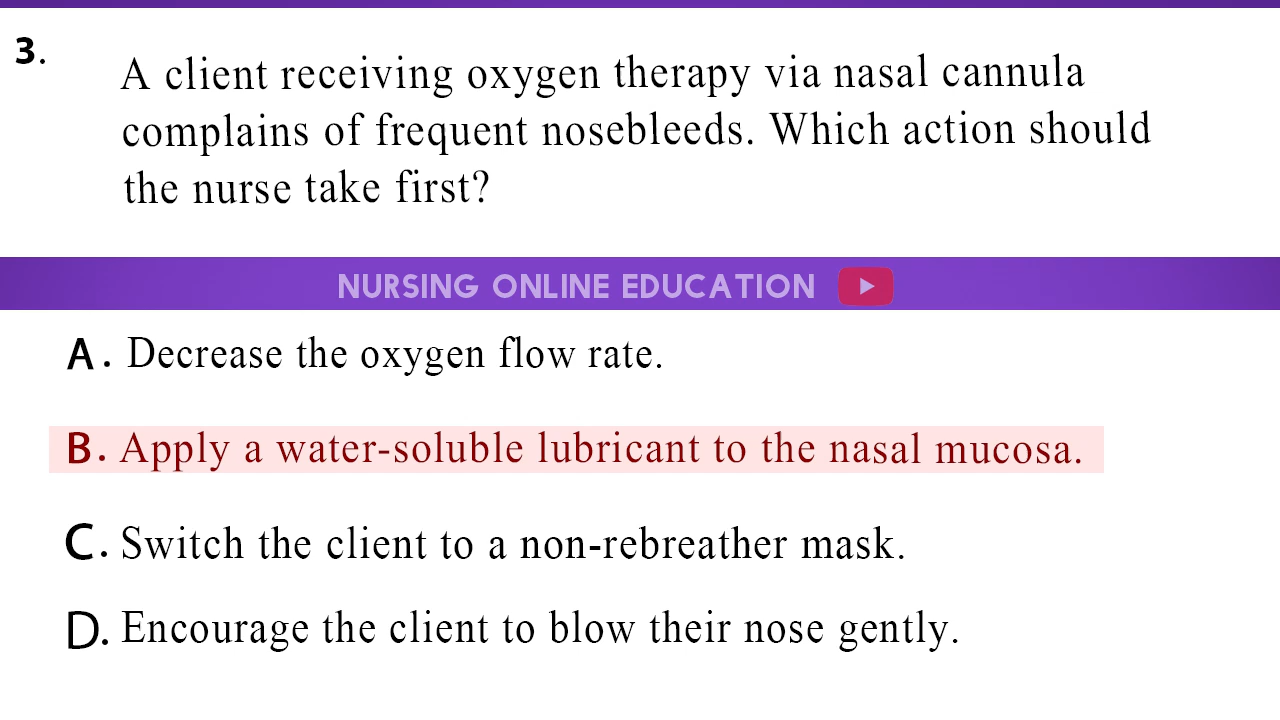 3.
A client receiving oxygen therapy via nasal cannula
complains of frequent nosebleeds. Which action should
the nurse take first?
NURSING ONLINE EDUCATION
A. Decrease the oxygen flow rate.
B. Apply a water-soluble lubricant to the nasal mucosa.
C. Switch the client to a non-rebreather mask.
D. Encourage the client to blow their nose gently.